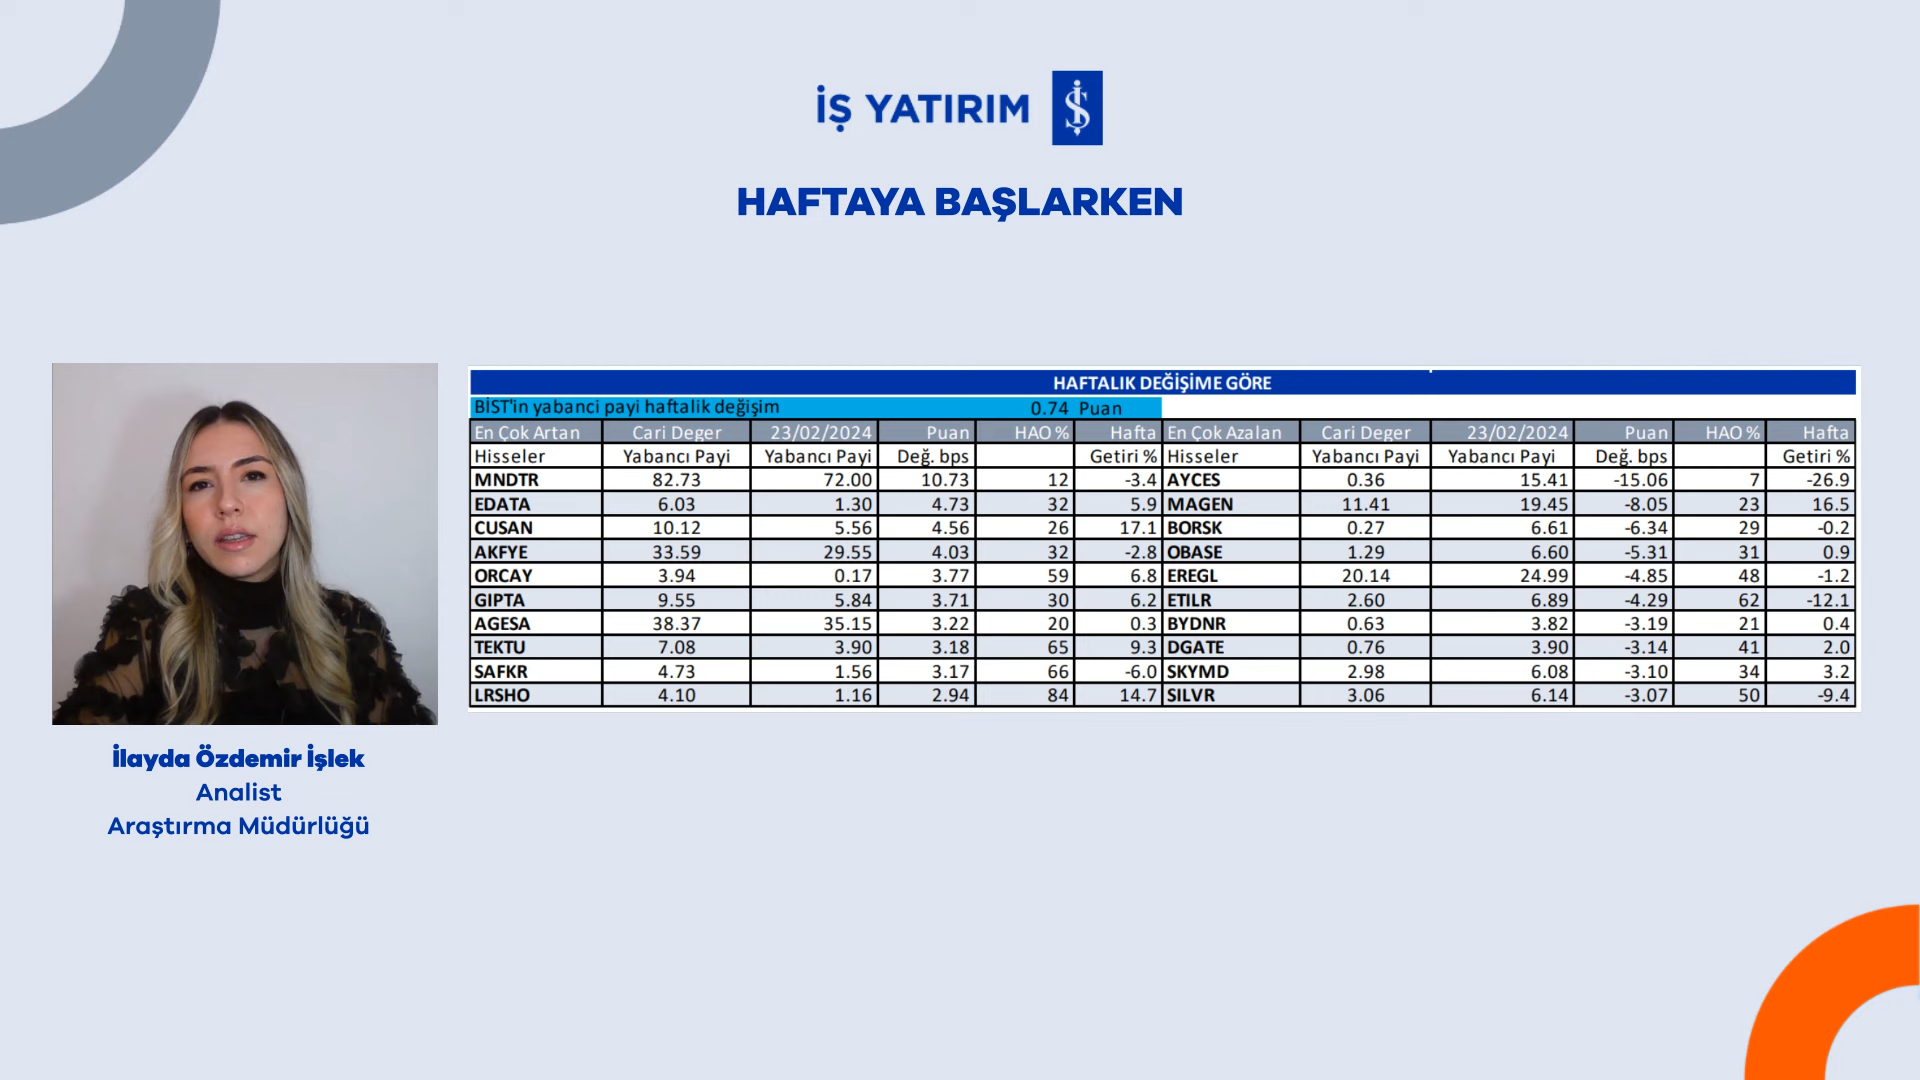 İŞ YATIRIM
HAFTAYA BAŞLARKEN
HAFTALIK DEĞİŞİME GÖRE
BİST'in yabanci payi haftalik değişim 0.74 Puan
En Çok Artan Cari Deger 23/02/2024 Puan HAO % Hafta En Çok Azalan Cari Deger 23/02/2024 Puan HAO % Hafta
Hisseler Yabancı Payi Yabancı Payi Değ. bps Getiri % Hisseler Yabancı Payi Yabancı Payi Değ. bps Getiri %
MNDTR 82.73 72.00 10.73 12 -3.4 AYCES 0.36 15.41 -15.06 7 -26.9
EDATA 6.03 1.30 4.73 32 5.9 MAGEN 11.41 19.45 -8.05 23 16.5
CUSAN 10.12 5.56 4.56 26 17.1 BORSK 0.27 6.61 -6.34 29 -0.2
AKFYE 33.59 29.55 4.03 32 -2.8 OBASE 1.29 6.60 -5.31 31 0.9
ORCAY 3.94 0.17 3.77 59 6.8 EREGL 20.14 24.99 -4.85 48 -1.2
GIPTA 9.55 5.84 3.71 30 6.2 ETILR 2.60 6.89 -4.29 62 -12.1
AGESA 38.37 35.15 3.22 20 0.3 BYDNR 0.63 3.82 -3.19 21 0.4
TEKTU 7.08 3.90 3.18 65 9.3 DGATE 0.76 3.90 -3.14 41 2.0
SAFKR 4.73 1.56 3.17 66 -6.0 SKYMD 2.98 6.08 -3.10 34 3.2
LRSHO 4.10 1.16 2.94 84 14.7 SILVR 3.06 6.14 -3.07 50 -9.4
İlayda Özdemir İşlek
Analist
Araştırma Müdürlüğü